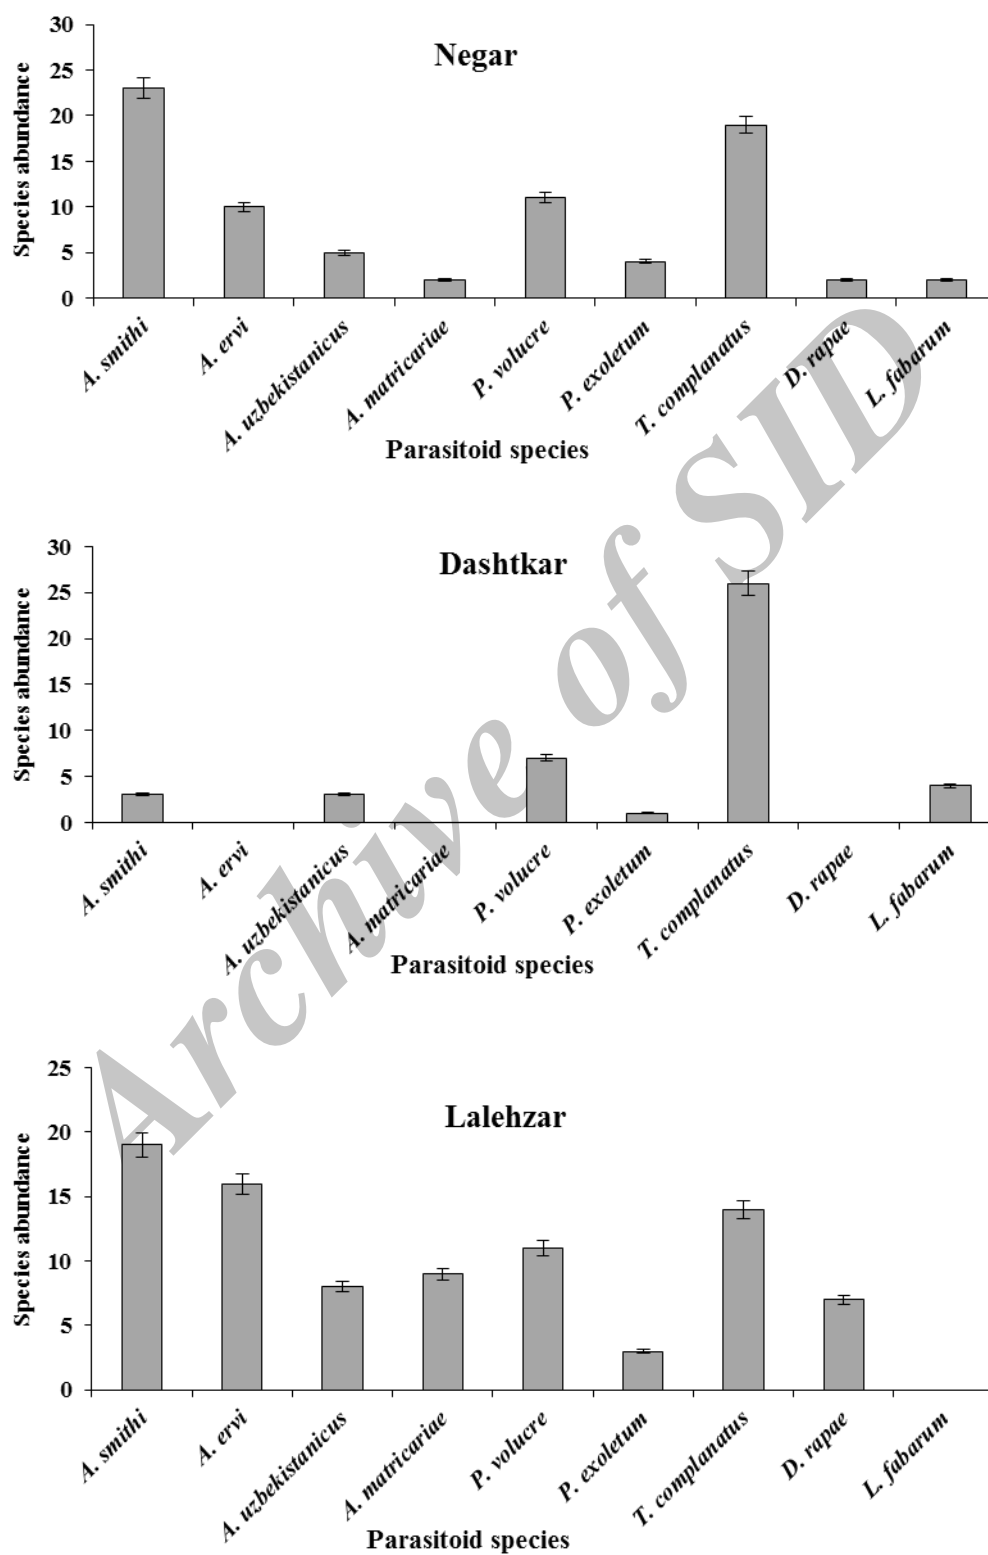 Negar
Species abundance
30
25
20
15
10
5
0
A. smithi
A. ervi
A. uzbekistanicus
A. matricariae
P. volucre
P. exoletum
T. complanatus
D. rapae
L. fabarum
Parasitoid species
Dashtkar
Species abundance
30
25
20
15
10
5
0
A. smithi
A. ervi
A. uzbekistanicus
A. matricariae
P. volucre
P. exoletum
T. complanatus
D. rapae
L. fabarum
Parasitoid species
Lalehzar
Species abundance
25
20
15
10
5
0
A. smithi
A. ervi
A. uzbekistanicus
A. matricariae
P. volucre
P. exoletum
T. complanatus
D. rapae
L. fabarum
Parasitoid species
Archive of SID